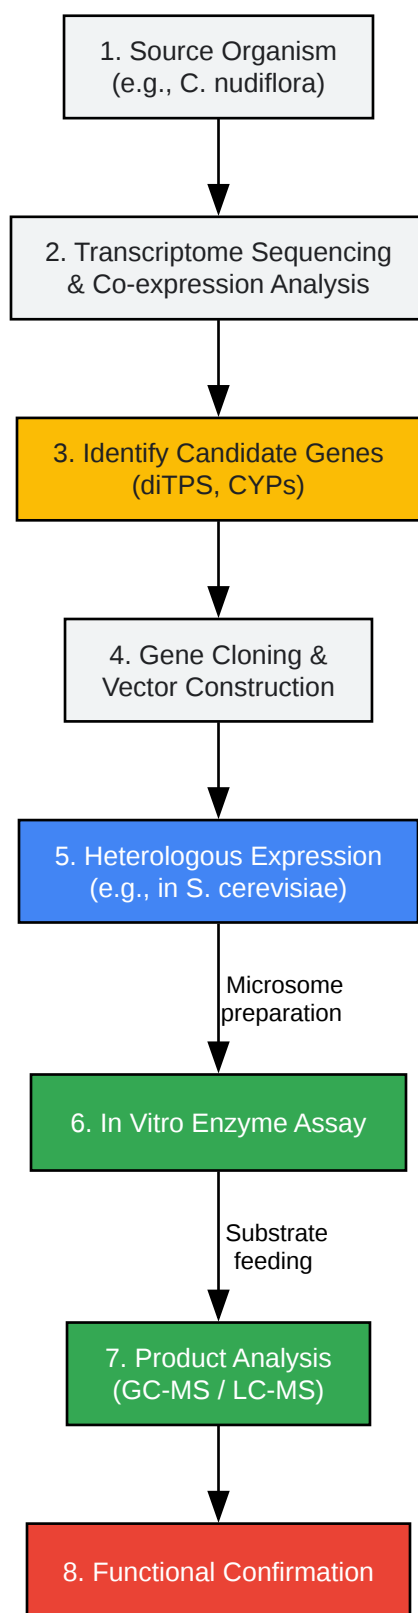 1. Source Organism
(e.g., C. nudiflora)
2. Transcriptome Sequencing
& Co-expression Analysis
3. Identify Candidate Genes
(diTPS, CYPs)
4. Gene Cloning &
Vector Construction
5. Heterologous Expression
(e.g., in S. cerevisiae)
Microsome
preparation
6. In Vitro Enzyme Assay
Substrate
feeding
7. Product Analysis
(GC-MS / LC-MS)
8. Functional Confirmation